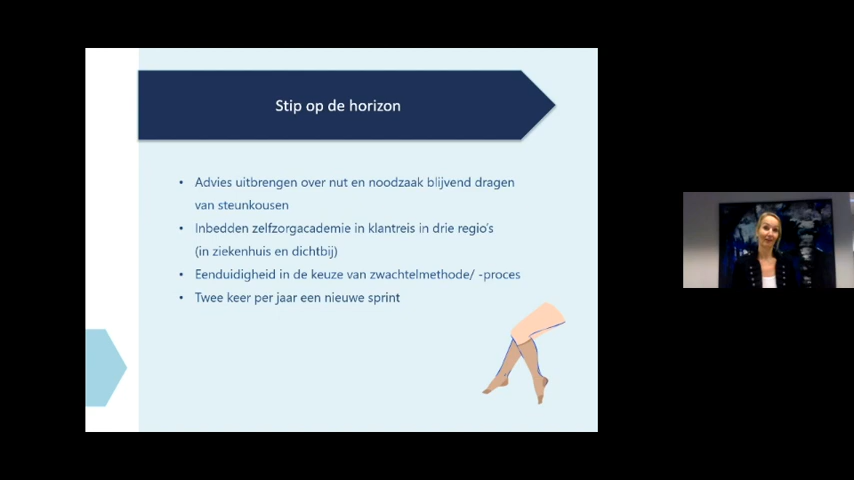 Stip op de horizon
• Advies uitbrengen over nut en noodzaak blijvend dragen
van steunkousen
• Inbedden zelfzorgacademie in klantreis in drie regio's
(in ziekenhuis en dichtbij)
• Eenduidigheid in de keuze van zwachtelmethode/ -proces
• Twee keer per jaar een nieuwe sprint